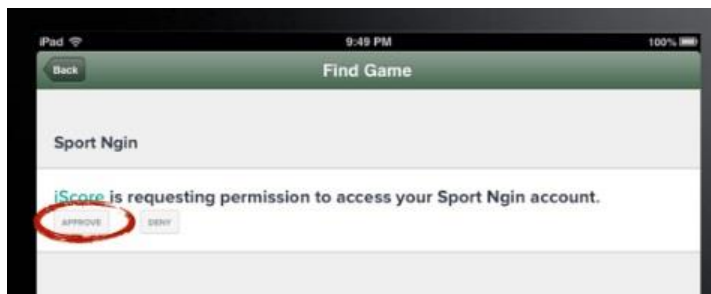 iPad 9:49 PM 100%
Back Find Game
Sport Ngin
iScore is requesting permission to access your Sport Ngin account.
APPROVE DENY